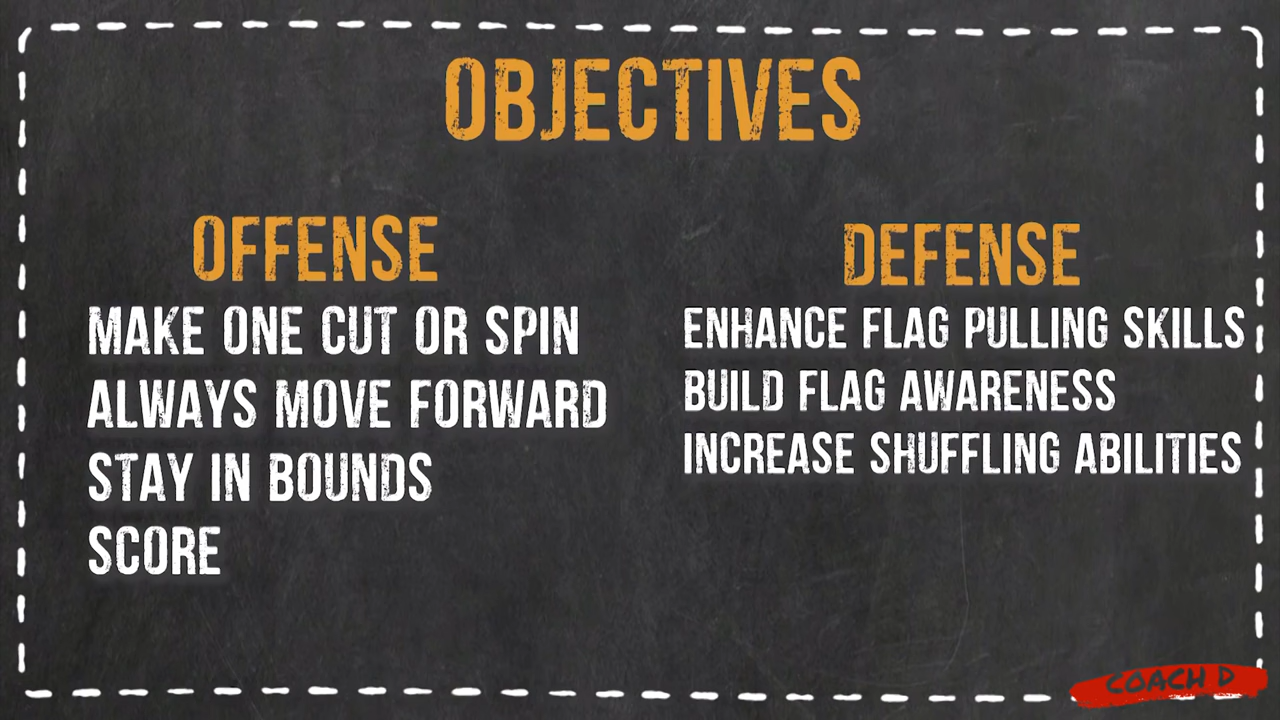 OBJECTIVES
OFFENSE
MAKE ONE CUT OR SPIN
ALWAYS MOVE FORWARD
STAY IN BOUNDS
SCORE
DEFENSE
ENHANCE FLAG PULLING SKILLS
BUILD FLAG AWARENESS
INCREASE SHUFFLING ABILITIES
COACH D